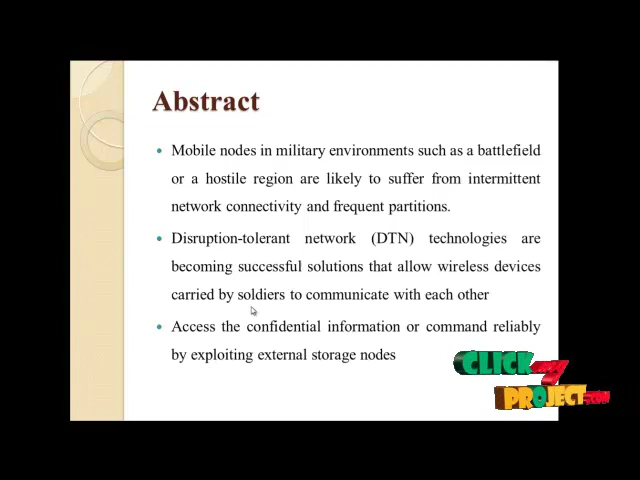 Abstract
Mobile nodes in military environments such as a battlefield
or a hostile region are likely to suffer from intermittent
network connectivity and frequent partitions.
Disruption-tolerant network (DTN) technologies are
becoming successful solutions that allow wireless devices
carried by soldiers to communicate with each other
Access the confidential information or command reliably
by exploiting external storage nodes
CLICK MY
PROJECT.COM